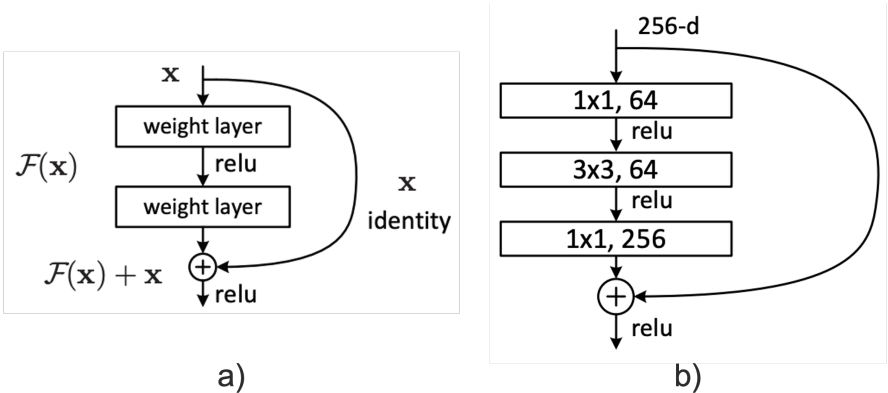 x
weight layer
relu
F(x)
weight layer
x
identity
F(x) + x
relu
a)
256-d
1x1, 64
relu
3x3, 64
relu
1x1, 256
relu
b)